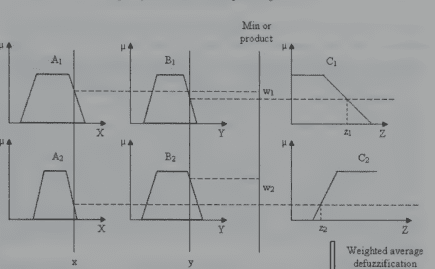 Min or
product
μ A1 μ B1 μ C1
w1
X Y z1 Z
μ A2 μ B2 μ C2
w2
X Y z2 Z
x y
Weighted average
defuzzification